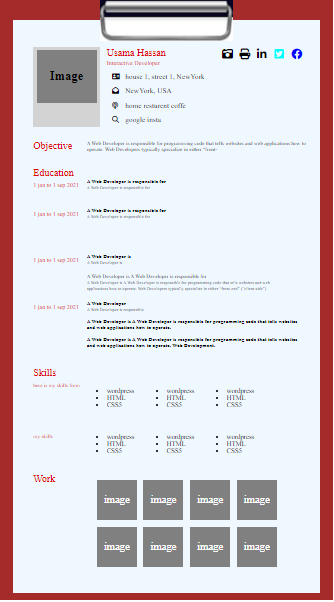 Image
Usama Hassan
Interactive Developer
house 1, street 1, NewYork
NewYork, USA
home resturent coffe
google insta
Objective
A Web Developer is responsible for programming code that tells websites and web applications how to
operate. Web Developers typically specialize in either "front-
Education
1 jan to 1 sep 2021
A Web Developer is responsible for
A Web Developer is responsible for
1 jan to 1 sep 2021
A Web Developer is responsible for
A Web Developer is responsible for
1 jan to 1 sep 2021
A Web Developer is
A Web Developer is
A Web Developer is A Web Developer is responsible for
A Web Developer is A Web Developer is responsible for programming code that tells websites and web
applications how to operate. Web Developers typically specialize in either "front-end" ("client-side")
1 jan to 1 sep 2021
A Web Developer
A Web Developer is responsible
A Web Developer is A Web Developer is responsible for programming code that tells websites
and web applications how to operate.
A Web Developer is A Web Developer is responsible for programming code that tells websites
and web applications how to operate. Web Development.
Skills
here is my skills form
wordpress wordpress wordpress
HTML HTML HTML
CSS5 CSS5 CSS5
my skills
wordpress wordpress wordpress
HTML HTML HTML
CSS5 CSS5 CSS5
Work
image image image image
image image image image